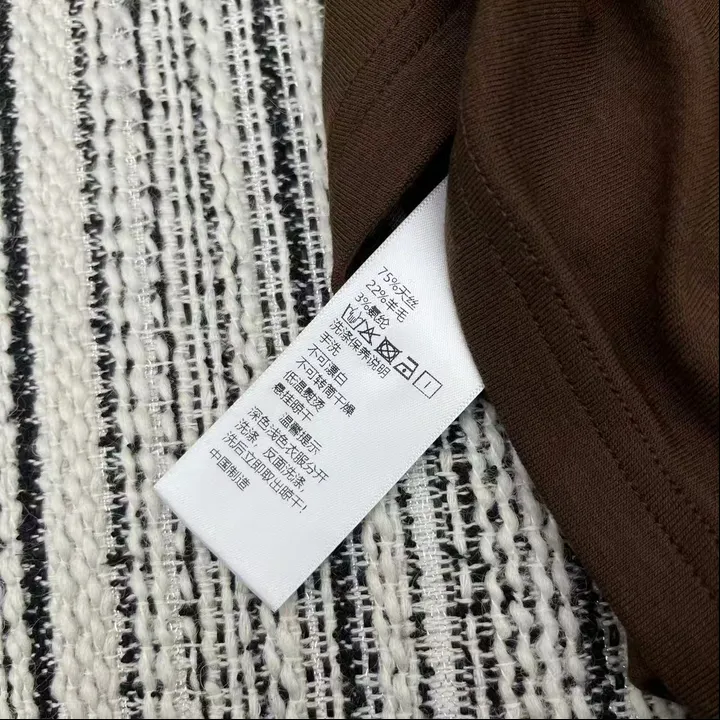 75%天丝
22%羊毛
3%氨纶
洗涤保养说明
手洗
不可漂白
不可转筒干燥
低温熨烫
悬挂晾干
温馨提示
深色浅色衣服分开
洗涤，反面洗涤，
洗后立即取出晾干！
中国制造